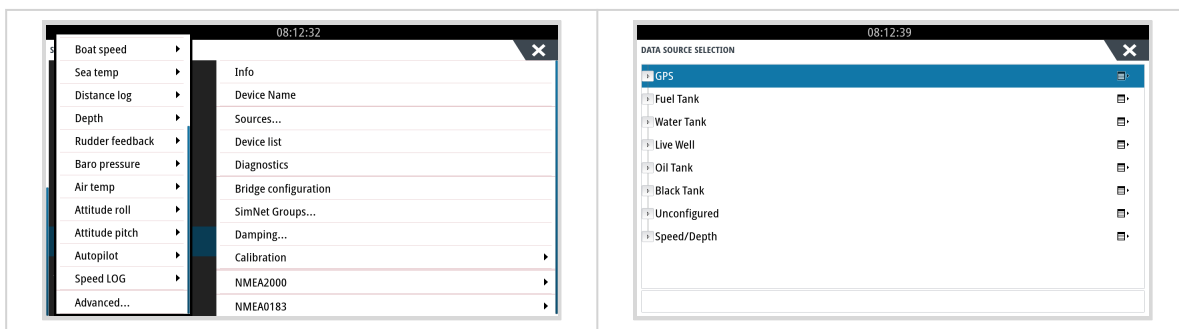 08:12:32
S
Boat speed
Sea temp
Distance log
Depth
Rudder feedback
Baro pressure
Air temp
Attitude roll
Attitude pitch
Autopilot
Speed LOG
Advanced...
Info
Device Name
Sources...
Device list
Diagnostics
Bridge configuration
SimNet Groups...
Damping...
Calibration
NMEA2000
NMEA0183
08:12:39
DATA SOURCE SELECTION
GPS
Fuel Tank
Water Tank
Live Well
Oil Tank
Black Tank
Unconfigured
Speed/Depth